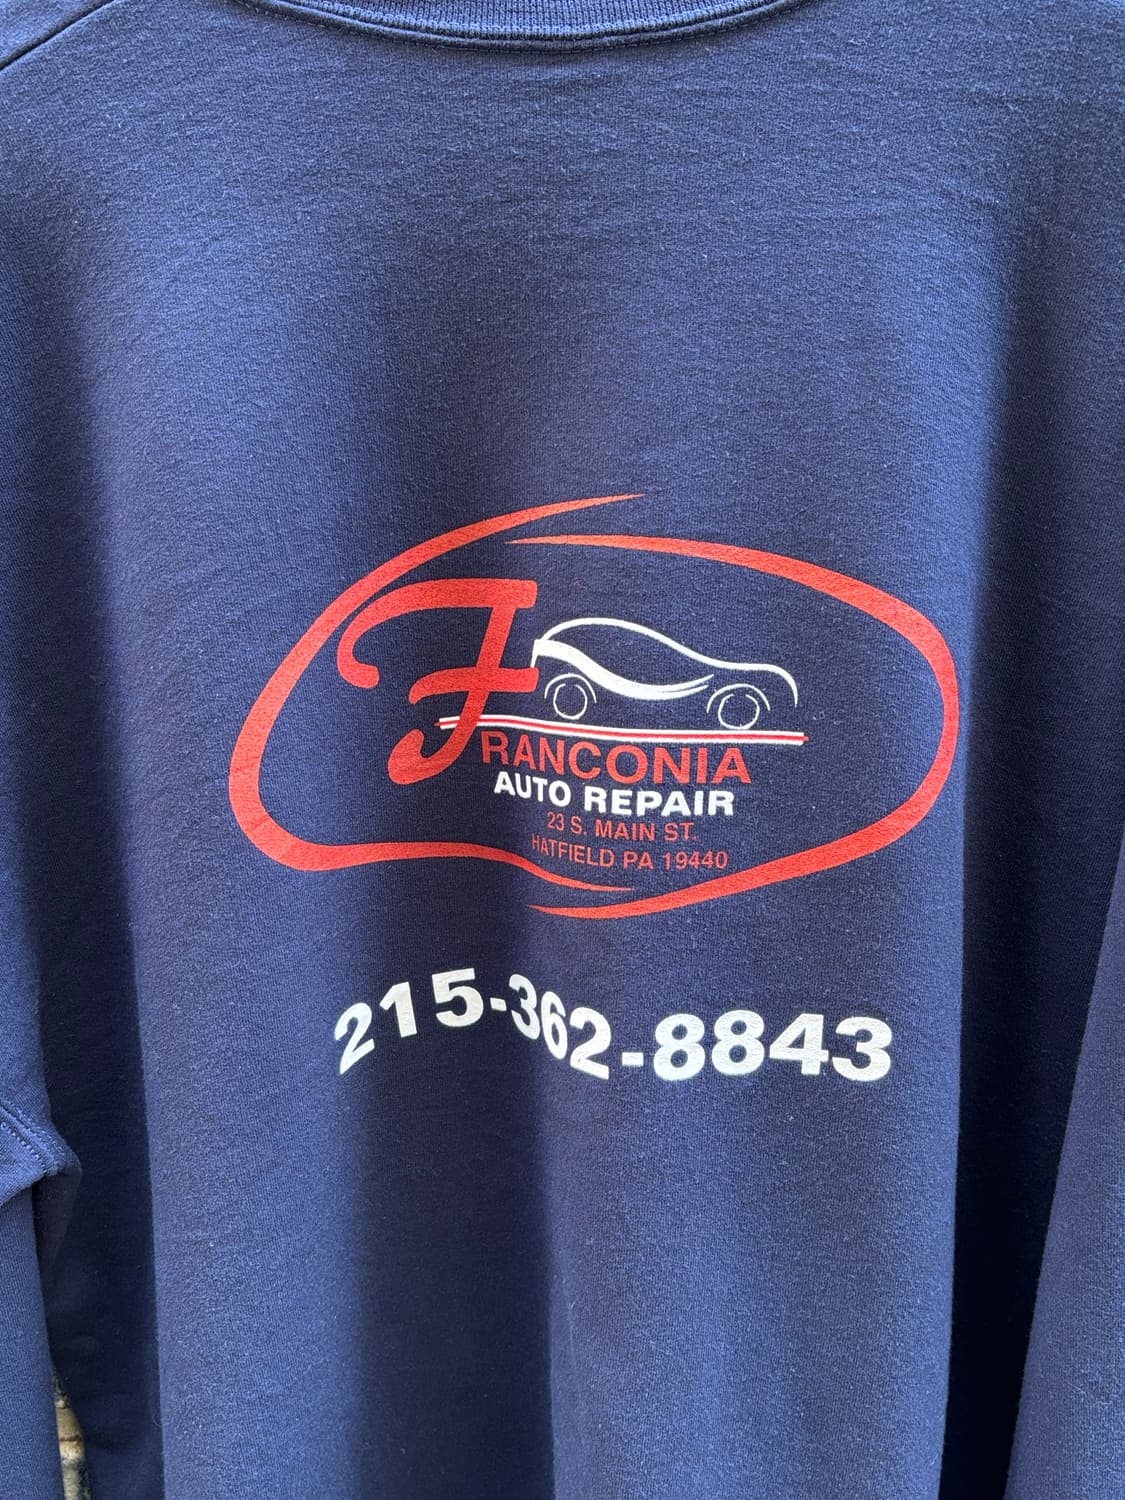 FRANCONIA
AUTO REPAIR
23 S. MAIN ST.
HATFIELD PA 19440
215-362-8843